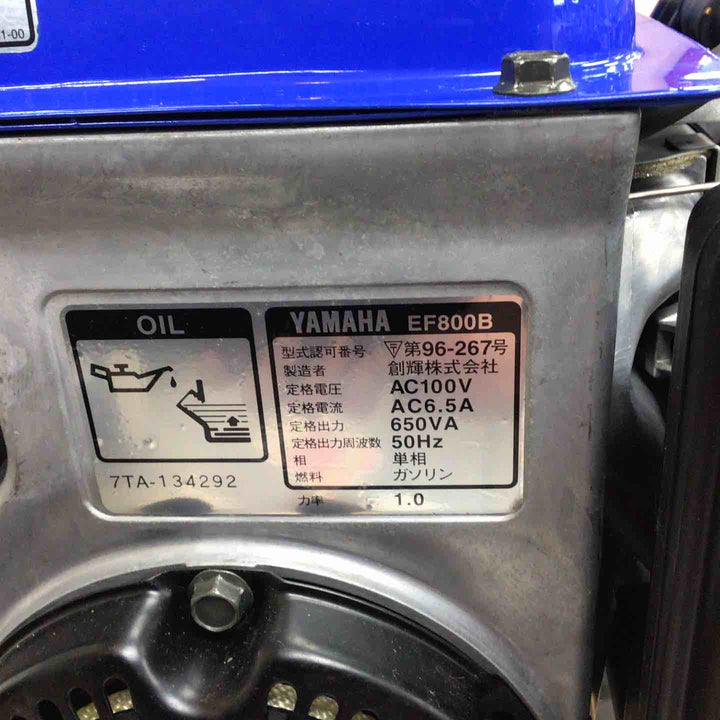 1-00
OIL
7TA-134292
YAMAHA EF800B
型式認可番号 第96-267号
製造者 創輝株式会社
定格電圧 AC100V
定格電流 AC6.5A
定格出力 650VA
定格出力周波数 50Hz
相 単相
燃料 ガソリン
力率 1.0